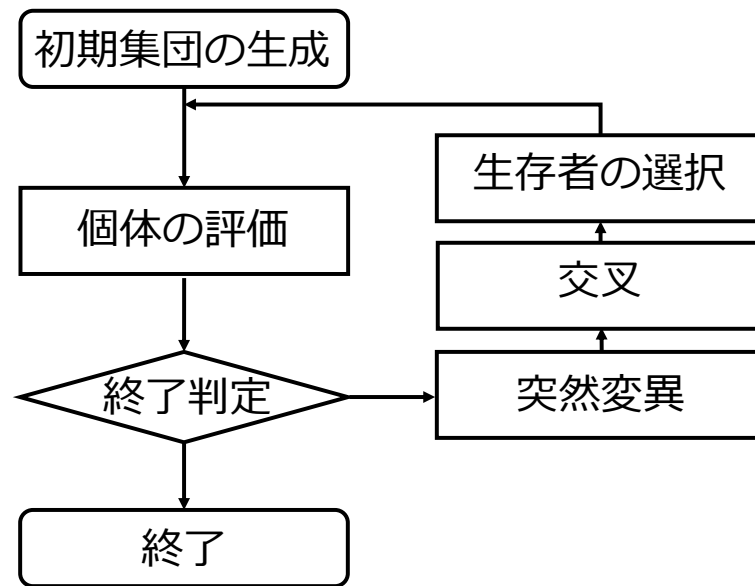 初期集団の生成
個体の評価
終了判定
終了
突然変異
交叉
生存者の選択